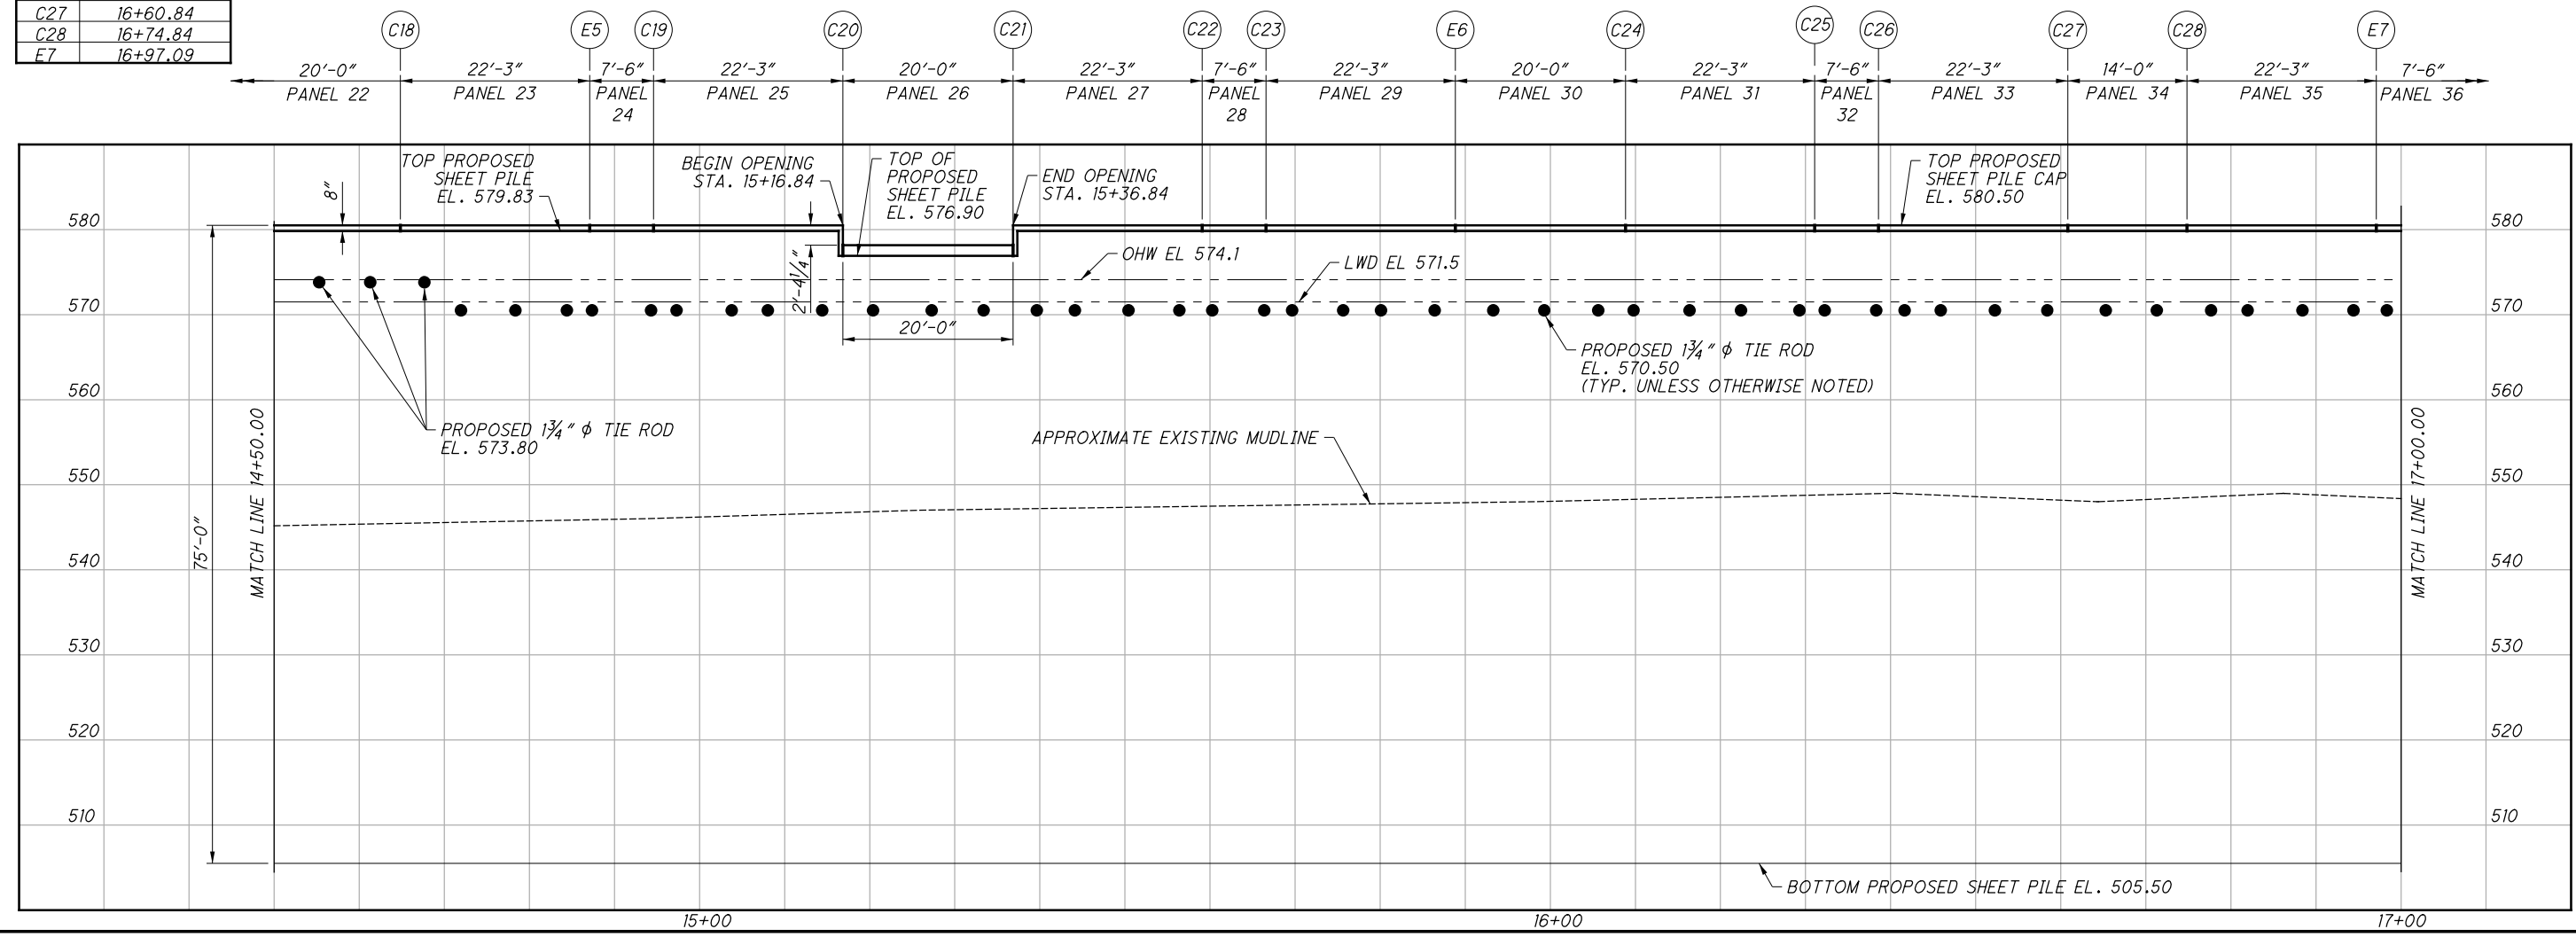 C27 16+60.84
C28 16+74.84
E7 16+97.09
C18 E5 C19 C20 C21 C22 C23 E6 C24 C25 C26 C27 C28 E7
20'-0" 22'-3" 7'-6" 22'-3" 20'-0" 22'-3" 7'-6" 22'-3" 20'-0" 22'-3" 7'-6" 22'-3" 14'-0" 22'-3" 7'-6"
PANEL 22 PANEL 23 PANEL 24 PANEL 25 PANEL 26 PANEL 27 PANEL 28 PANEL 29 PANEL 30 PANEL 31 PANEL 32 PANEL 33 PANEL 34 PANEL 35 PANEL 36
8"
TOP PROPOSED
SHEET PILE
EL. 579.83
BEGIN OPENING
STA. 15+16.84
TOP OF
PROPOSED
SHEET PILE
EL. 576.90
END OPENING
STA. 15+36.84
TOP PROPOSED
SHEET PILE CAP
EL. 580.50
580 580
2'-4 1/4"
OHW EL 574.1
LWD EL 571.5
570 570
20'-0"
PROPOSED 1 3/4" φ TIE ROD
EL. 570.50
(TYP. UNLESS OTHERWISE NOTED)
560 560
PROPOSED 1 3/4" φ TIE ROD
EL. 573.80
APPROXIMATE EXISTING MUDLINE
MATCH LINE 14+50.00
MATCH LINE 17+00.00
75'-0"
550 550
540 540
530 530
520 520
510 510
BOTTOM PROPOSED SHEET PILE EL. 505.50
15+00 16+00 17+00